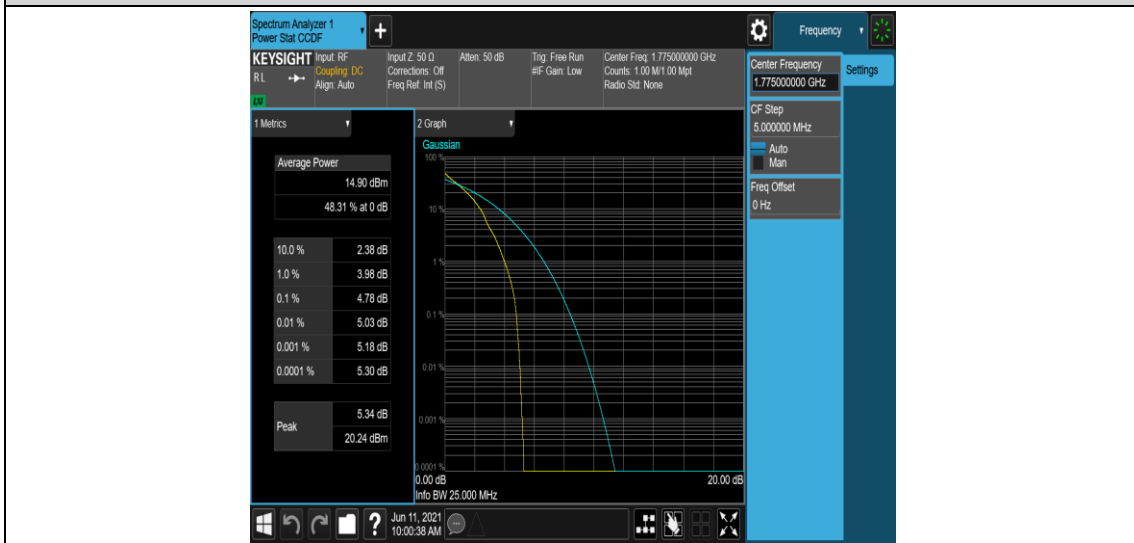 Spectrum Analyzer 1
Power Stat CCDF
+
Frequency
KEYSIGHT
R L
Input: RF
Coupling: DC
Align: Auto
Input Z: 50 Ω
Corrections: Off
Freq Ref: Int (S)
Atten: 50 dB
Trig: Free Run
#IF Gain: Low
Center Freq: 1.775000000 GHz
Counts: 1.00 M/1.00 Mpt
Radio Std: None
Center Frequency
1.775000000 GHz
Settings
CF Step
5.000000 MHz
Auto
Man
Freq Offset
0 Hz
1 Metrics
Average Power
14.90 dBm
48.31 % at 0 dB
10.0 % 2.38 dB
1.0 % 3.98 dB
0.1 % 4.78 dB
0.01 % 5.03 dB
0.001 % 5.18 dB
0.0001 % 5.30 dB
Peak
5.34 dB
20.24 dBm
2 Graph
Gaussian
100 %
10 %
1 %
0.1 %
0.01 %
0.001 %
0.0001 %
0.00 dB
20.00 dB
Info BW 25.000 MHz
?
Jun 11, 2021
10:00:38 AM